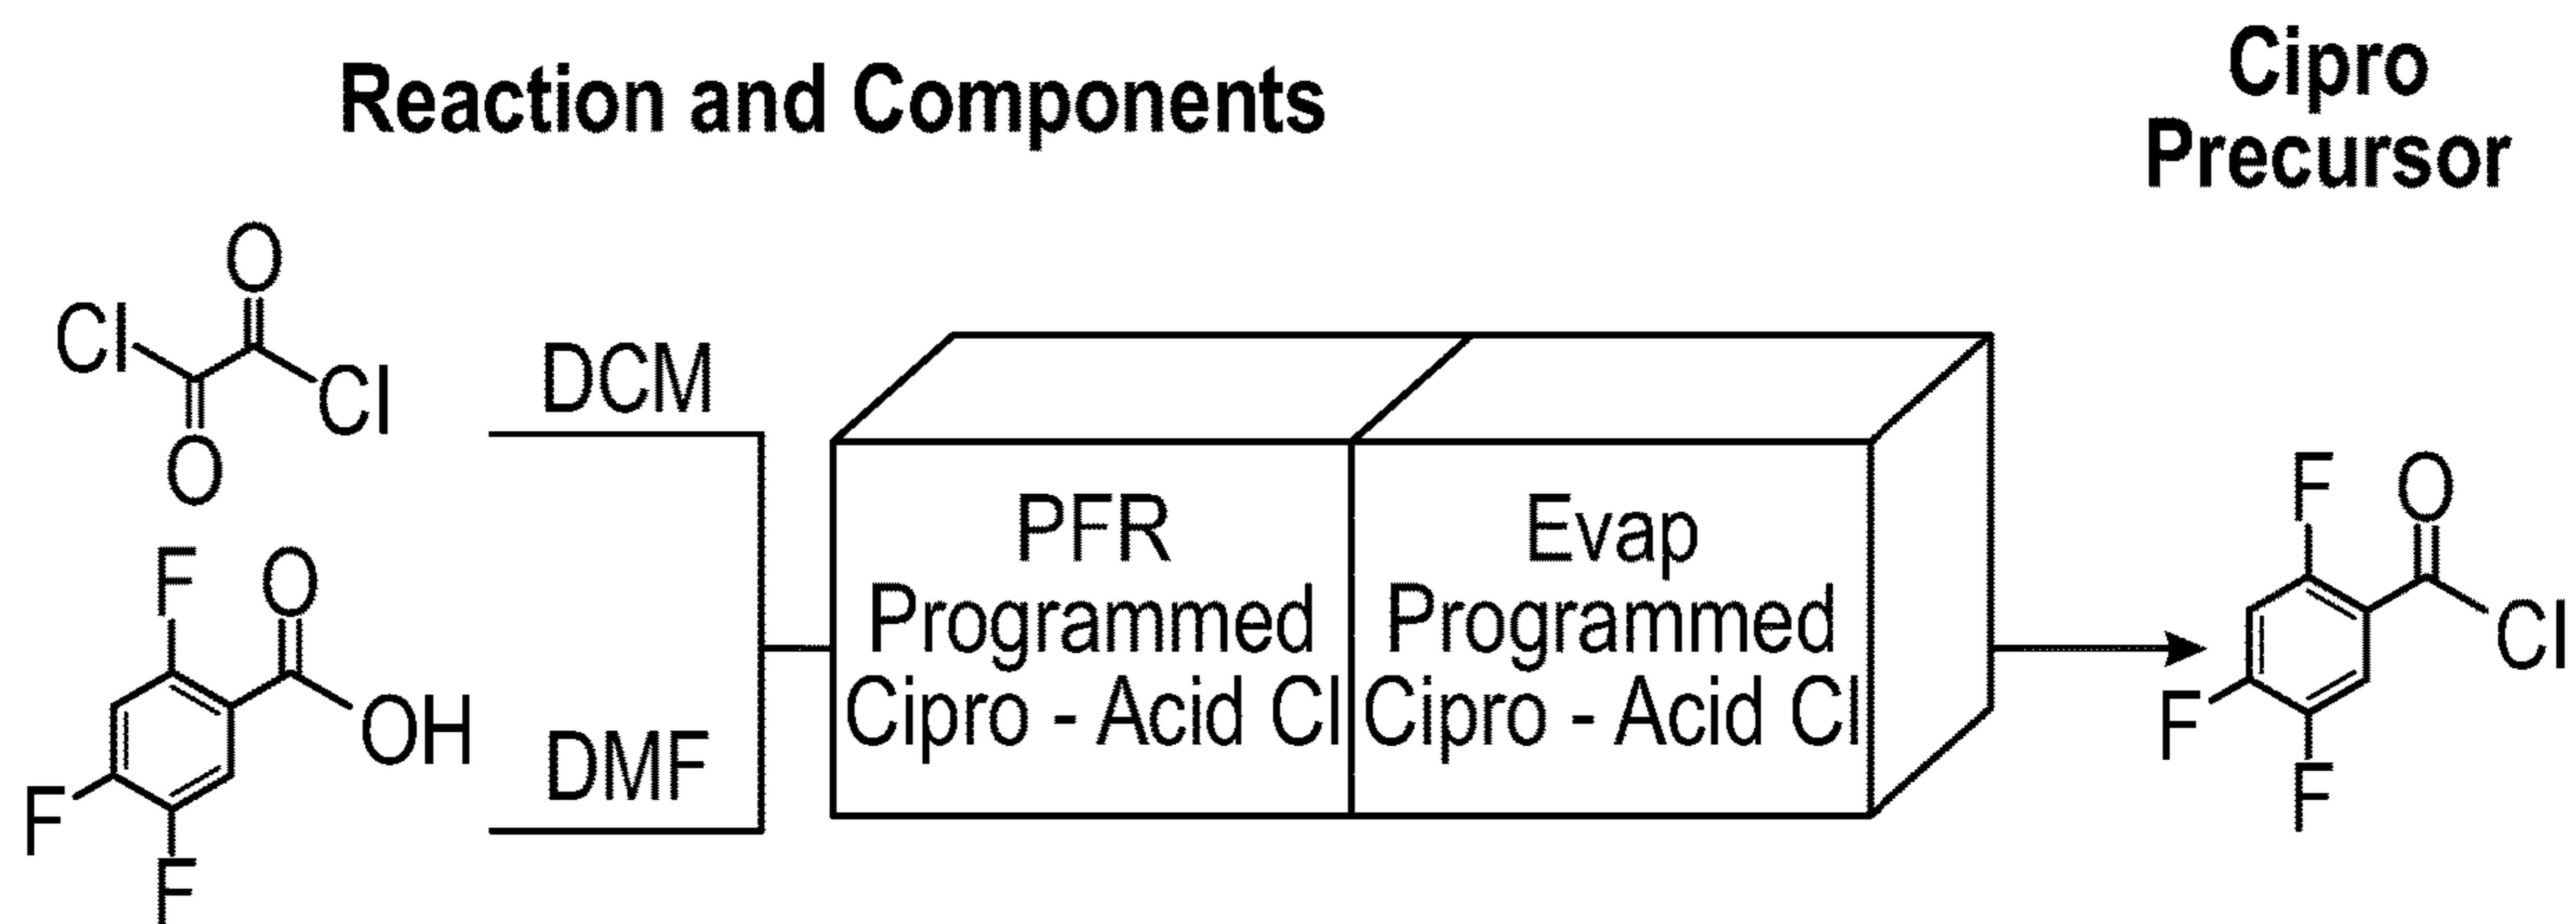 Reaction and Components
Cipro
Precursor
O
Cl
Cl
O
DCM
F
O
OH
F
F
DMF
PFR
Programmed
Cipro - Acid Cl
Evap
Programmed
Cipro - Acid Cl
F
O
Cl
F
F